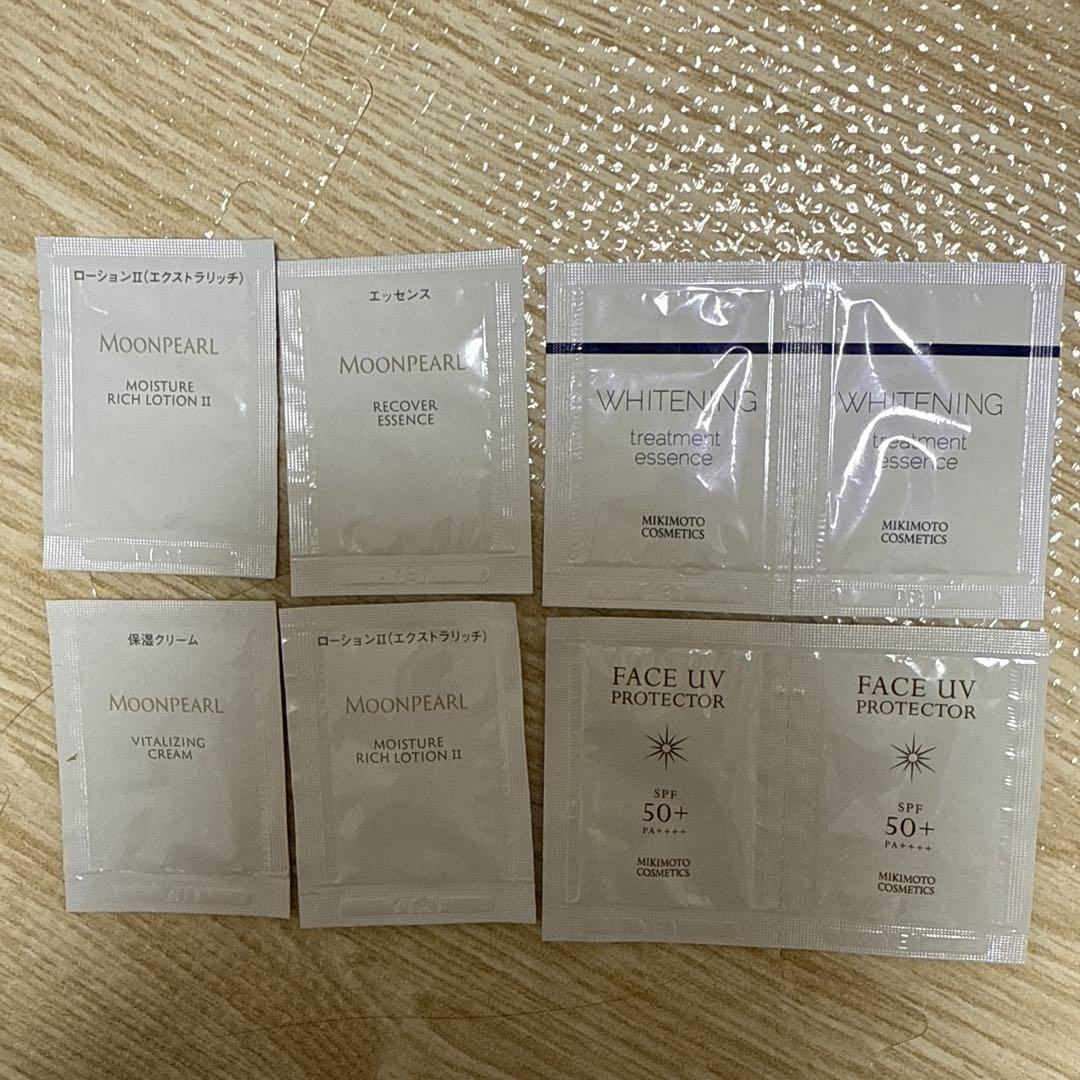 ローションⅡ(エクストラリッチ)
MOONPEARL
MOISTURE
RICH LOTION Ⅱ
エッセンス
MOONPEARL
RECOVER
ESSENCE
WHITENING
treatment
essence
MIKIMOTO
COSMETICS
WHITENING
treatment
essence
MIKIMOTO
COSMETICS
保湿クリーム
MOONPEARL
VITALIZING
CREAM
ローションⅡ(エクストラリッチ)
MOONPEARL
MOISTURE
RICH LOTION Ⅱ
FACE UV
PROTECTOR
SPF
50+
PA++++
MIKIMOTO
COSMETICS
FACE UV
PROTECTOR
SPF
50+
PA++++
MIKIMOTO
COSMETICS